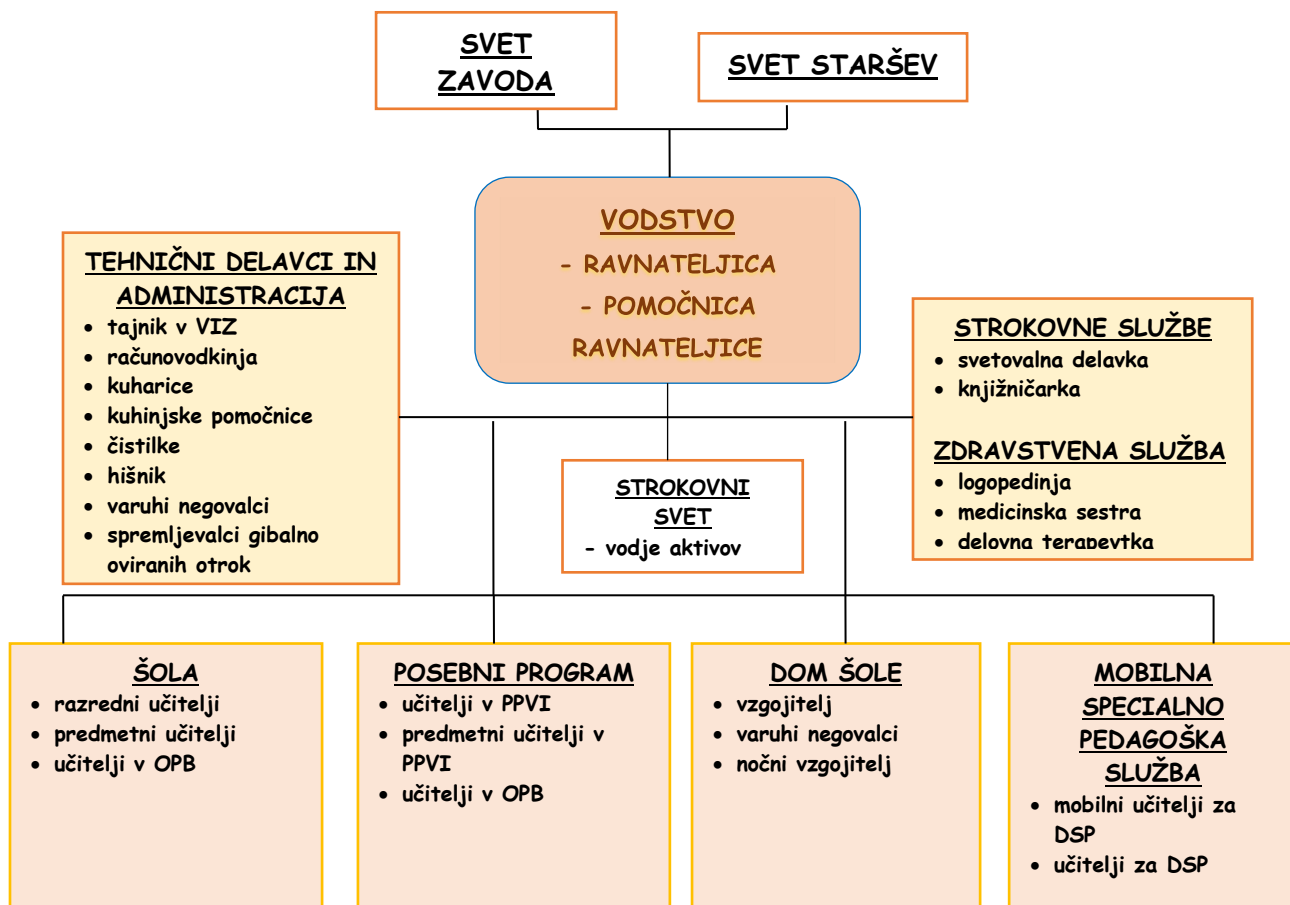 SVET
ZAVODA
SVET STARŠEV
VODSTVO
- RAVNATELJICA
- POMOČNICA
RAVNATELJICE
TEHNIČNI DELAVCI IN
ADMINISTRACIJA
• tajnik v VIZ
• računovodkinja
• kuharice
• kuhinjske pomočnice
• čistilke
• hišnik
• varuhi negovalci
• spremljevalci gibalno
oviranih otrok
STROKOVNE SLUŽBE
• svetovalna delavka
• knjižničarka
ZDRAVSTVENA SLUŽBA
• logopedinja
• medicinska sestra
• delovna terapevtka
STROKOVNI
SVET
- vodje aktivov
ŠOLA
• razredni učitelji
• predmetni učitelji
• učitelji v OPB
POSEBNI PROGRAM
• učitelji v PPVI
• predmetni učitelji v
PPVI
• učitelji v OPB
DOM ŠOLE
• vzgojitelj
• varuhi negovalci
• nočni vzgojitelj
MOBILNA
SPECIALNO
PEDAGOŠKA
SLUŽBA
• mobilni učitelji za
DSP
• učitelji za DSP